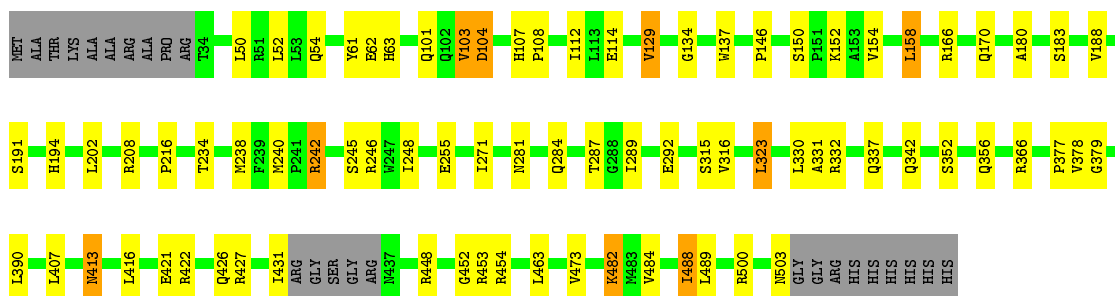 MET ALA THR LYS ALA ALA ARG ALA PRO ARG T34 L50 R51 L52 L53 Q54 Y61 E62 H63 Q101 Q102 V103 D104 H107 P108 I112 L113 E114 V129 G134 W137 P146 S150 P151 K152 A153 V154 L158 R166 Q170 A180 S183 V188
S191 H194 L202 R208 P216 T234 M238 F239 M240 P241 R242 S245 R246 W247 I248 E255 I271 N281 Q284 T287 G288 I289 E292 S315 V316 L323 L330 A331 R332 Q337 Q342 S352 Q356 R366 P377 V378 G379
L390 L407 N413 L416 E421 R422 Q426 R427 I431 ARG GLY SER GLY ARG N437 R448 G452 R453 R454 L463 V473 K482 M483 V484 I488 L489 R500 N503 GLY GLY ARG HIS HIS HIS HIS HIS HIS